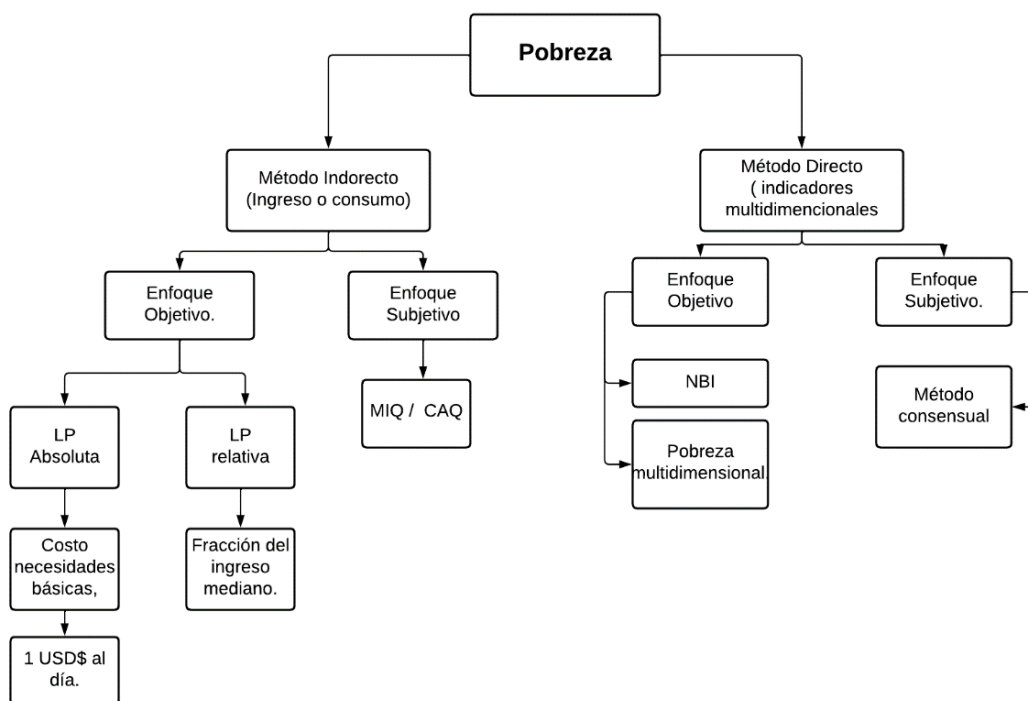 Pobreza
Método Indorecto
(Ingreso o consumo)
Método Directo
( indicadores
multidimencionales
Enfoque
Objetivo.
Enfoque
Subjetivo
Enfoque
Objetivo
Enfoque
Subjetivo.
LP
Absoluta
LP
relativa
MIQ / CAQ
NBI
Pobreza
multidimensional.
Método
consensual
Costo
necesidades
básicas,
Fracción del
ingreso
mediano.
1 USD$ al
día.